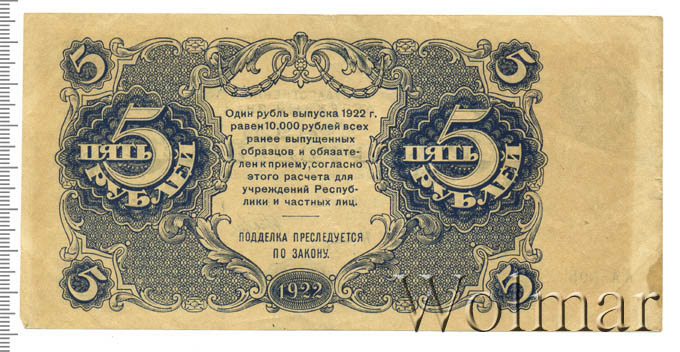 5
5
Один рубль выпуска 1922 г.
равен 10.000 рублей всех
ранее выпущенных
образцов и обязате-
лен к приему, согласно
этого расчета для
учреждений Респуб-
лики и частных лиц.
5
ПЯТЬ
РУБЛЕЙ
5
ПЯТЬ
РУБЛЕЙ
ПОДДЕЛКА ПРЕСЛЕДУЕТСЯ
ПО ЗАКОНУ.
5
1922
5
Wolmar